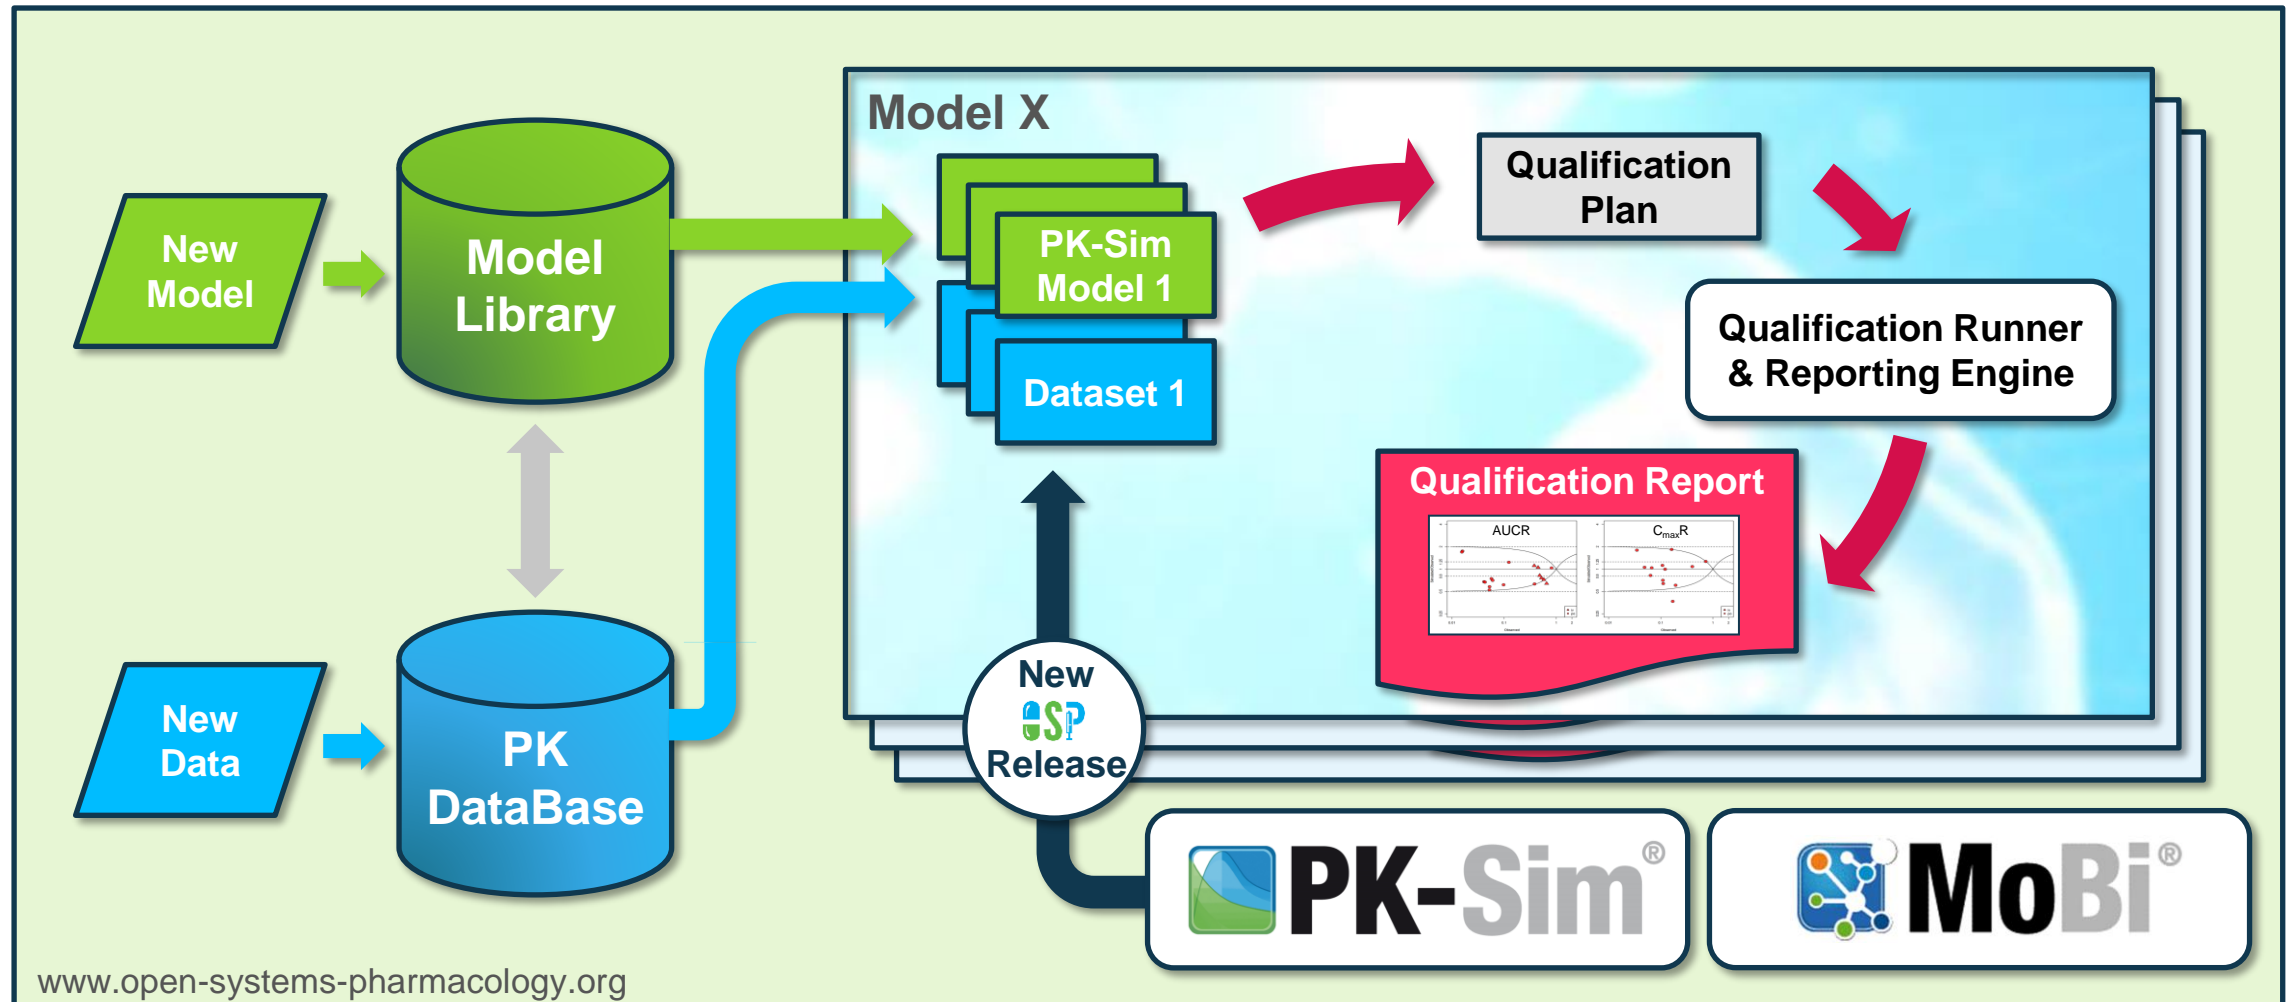 Model X
New
Model
Model
Library
PK-Sim
Model 1
Dataset 1
Qualification
Plan
Qualification Runner
& Reporting Engine
Qualification Report
AUCR
CmaxR
New
Data
PK
DataBase
New
OSP
Release
PK-Sim®
MoBi®
www.open-systems-pharmacology.org